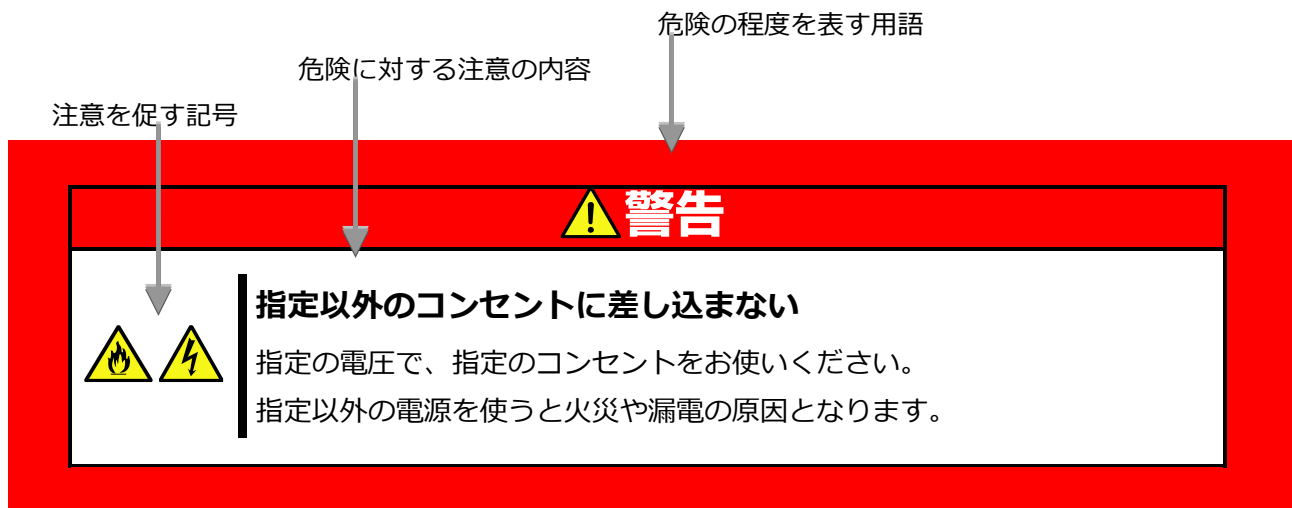 危険の程度を表す用語
危険に対する注意の内容
注意を促す記号
警告
指定以外のコンセントに差し込まない
指定の電圧で、指定のコンセントをお使いください。
指定以外の電源を使うと火災や漏電の原因となります。